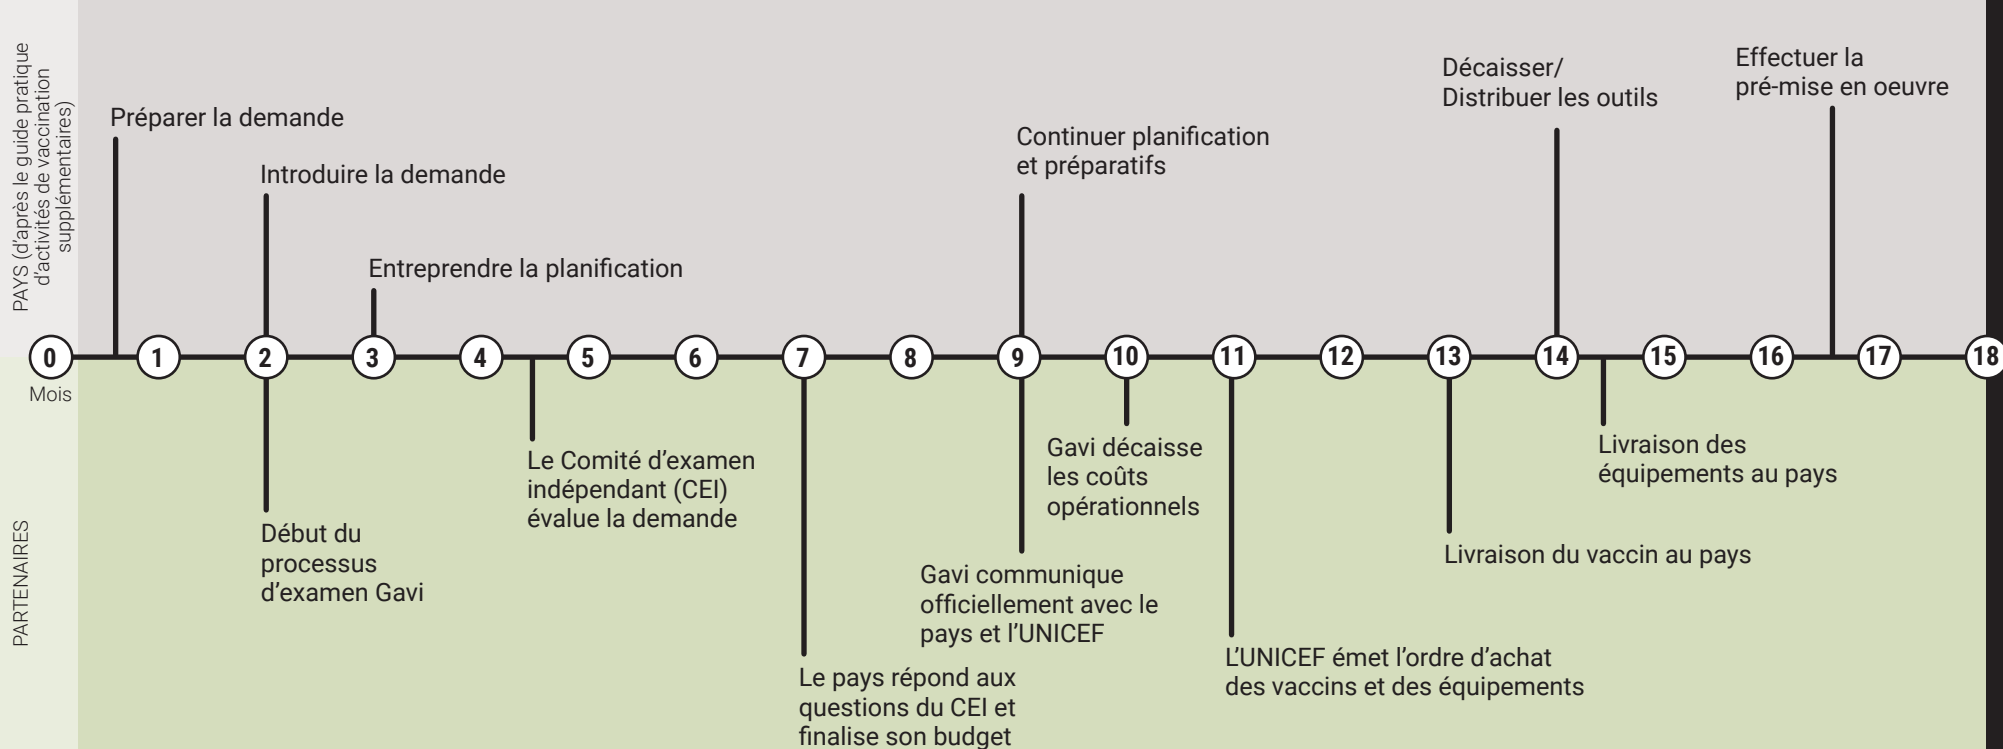 PAYS (d'après le guide pratique
d'activités de vaccination
supplémentaires)
Préparer la demande
Introduire la demande
Entreprendre la planification
Continuer planification
et préparatifs
Décaisser/
Distribuer les outils
Effectuer la
pré-mise en oeuvre
0 1 2 3 4 5 6 7 8 9 10 11 12 13 14 15 16 17 18
Mois
PARTENAIRES
Début du
processus
d'examen Gavi
Le Comité d'examen
indépendant (CEI)
évalue la demande
Le pays répond aux
questions du CEI et
finalise son budget
Gavi communique
officiellement avec le
pays et l'UNICEF
Gavi décaisse
les coûts
opérationnels
L'UNICEF émet l'ordre d'achat
des vaccins et des équipements
Livraison du vaccin au pays
Livraison des
équipements au pays